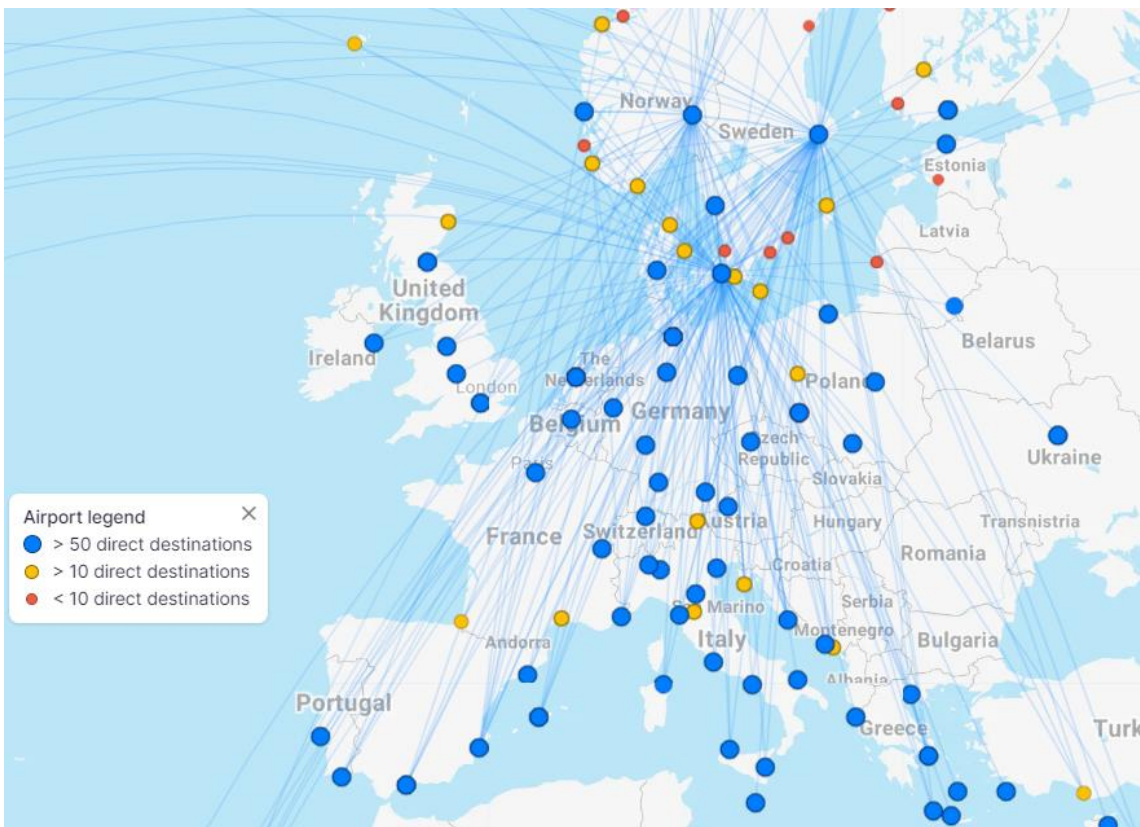 Norway
Sweden
Estonia
Latvia
United
Kingdom
Belarus
Ireland
The
Netherlands
London
Poland
Germany
Belgium
Czech
Republic
Paris
Ukraine
Slovakia
Airport legend
> 50 direct destinations
> 10 direct destinations
< 10 direct destinations
France
Switzerland
Austria
Hungary
Transnistria
Romania
Croatia
San Marino
Serbia
Andorra
Italy
Montenegro
Bulgaria
Albania
Portugal
Greece
Turk